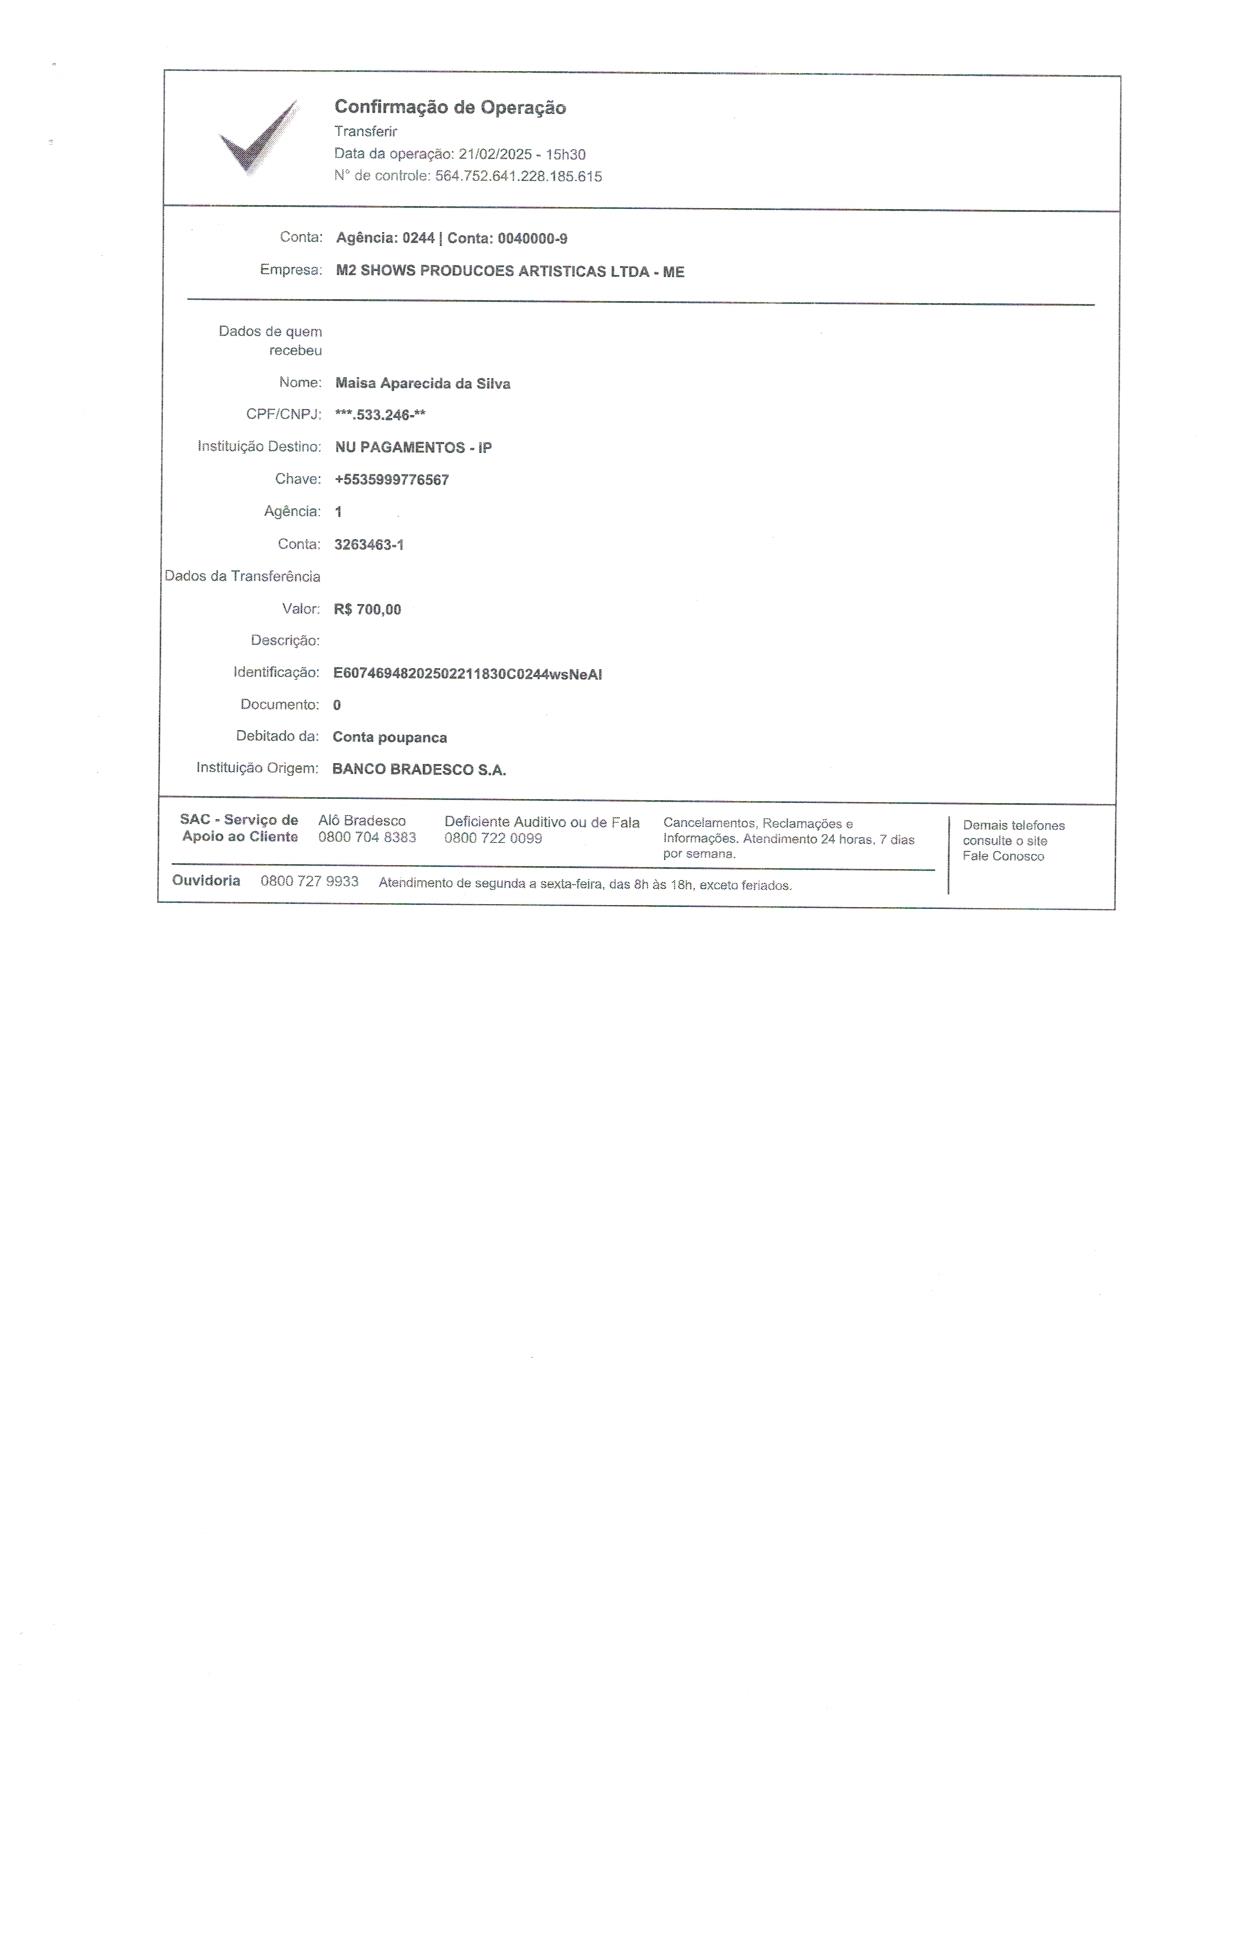 Confirmação de Operação
Transferir
Data da operação: 21/02/2025 - 15h30
N° de controle: 564.752.641.228.185.615
Conta: Agência: 0244 | Conta: 0040000-9
Empresa: M2 SHOWS PRODUCOES ARTISTICAS LTDA - ME
Dados de quem
recebeu
Nome: Maisa Aparecida da Silva
CPF/CNPJ: ***.533.246-**
Instituição Destino: NU PAGAMENTOS - IP
Chave: +5535999776567
Agência: 1
Conta: 3263463-1
Dados da Transferência
Valor: R$ 700,00
Descrição:
Identificação: E60746948202502211830C0244wsNeAI
Documento: 0
Debitado da: Conta poupanca
Instituição Origem: BANCO BRADESCO S.A.
SAC - Serviço de
Apoio ao Cliente
Alô Bradesco
0800 704 8383
Deficiente Auditivo ou de Fala
0800 722 0099
Cancelamentos, Reclamações e
Informações. Atendimento 24 horas, 7 dias
por semana.
Demais telefones
consulte o site
Fale Conosco
Ouvidoria 0800 727 9933 Atendimento de segunda a sexta-feira, das 8h às 18h, exceto feriados.